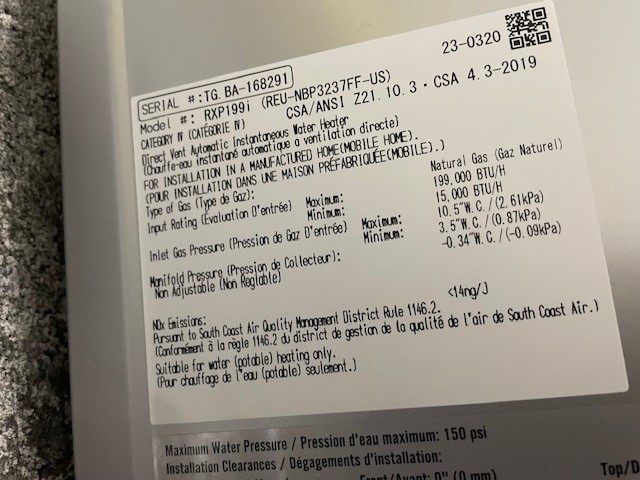 23-0320
SERIAL #:TG. BA-168291
Model #: RXP199i (REU-NBP3237FF-US)
CATEGORY IV (CATÉGORIE IV) CSA/ANSI Z21. 10. 3 · CSA 4. 3-2019
Direct Vent Automatic Instantaneous Water Heater
(Chauffe-eau instantané automatique a ventilation directe)
FOR INSTALLATION IN A MANUFACTURED HOME(MOBILE HOME).
(POUR INSTALLATION DANS UNE MAISON PRÉFABRIQUÉE(MOBILE).)
Type of Gas (Type de Gaz): Natural Gas (Gaz Naturel)
Input Rating (Évaluation D'entrée) Maximum: 199,000 BTU/H
Minimum: 15,000 BTU/H
Inlet Gas Pressure (Pression de Gaz D'entrée) Maximum: 10.5"W.C./(2.61kPa)
Minimum: 3.5"W.C./(0.87kPa)
Manifold Pressure (Pression de Collecteur): -0.34"W.C./(-0.09kPa)
Non Adjustable (Non Reglable)
NOx Emissions: <14ng/J
Pursuant to South Coast Air Quality Management District Rule 1146.2.
(Conformément à la règle 1146.2 du district de gestion de la qualité de l'air de South Coast Air.)
Suitable for water (potable) heating only.
(Pour chauffage de l'eau (potable) seulement.)
Maximum Water Pressure / Pression d'eau maximum: 150 psi
Installation Clearances / Dégagements d'installation:
Front/Avant: 0" (0 mm) Top/D